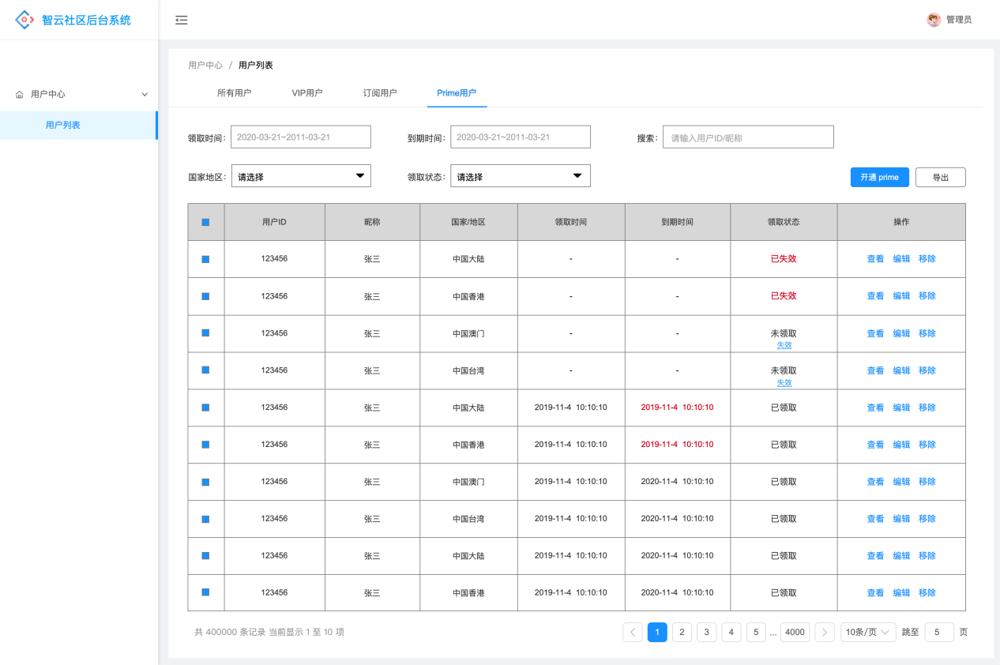 智云社区后台系统
管理员
用户中心
用户列表
用户中心 / 用户列表
所有用户 VIP用户 订阅用户 Prime用户
领取时间： 2020-03-21~2011-03-21 到期时间： 2020-03-21~2011-03-21 搜索： 请输入用户ID/昵称
国家地区： 请选择 领取状态： 请选择 开通 prime 导出
用户ID 昵称 国家/地区 领取时间 到期时间 领取状态 操作
123456 张三 中国大陆 - - 已失效 查看 编辑 移除
123456 张三 中国香港 - - 已失效 查看 编辑 移除
123456 张三 中国澳门 - - 未领取 查看 编辑 移除
失效
123456 张三 中国台湾 - - 未领取 查看 编辑 移除
失效
123456 张三 中国大陆 2019-11-4 10:10:10 2019-11-4 10:10:10 已领取 查看 编辑 移除
123456 张三 中国香港 2019-11-4 10:10:10 2019-11-4 10:10:10 已领取 查看 编辑 移除
123456 张三 中国澳门 2019-11-4 10:10:10 2020-11-4 10:10:10 已领取 查看 编辑 移除
123456 张三 中国台湾 2019-11-4 10:10:10 2020-11-4 10:10:10 已领取 查看 编辑 移除
123456 张三 中国大陆 2019-11-4 10:10:10 2020-11-4 10:10:10 已领取 查看 编辑 移除
123456 张三 中国香港 2019-11-4 10:10:10 2020-11-4 10:10:10 已领取 查看 编辑 移除
共 400000 条记录 当前显示 1 至 10 项 1 2 3 4 5 ... 4000 10条/页 跳至 5 页